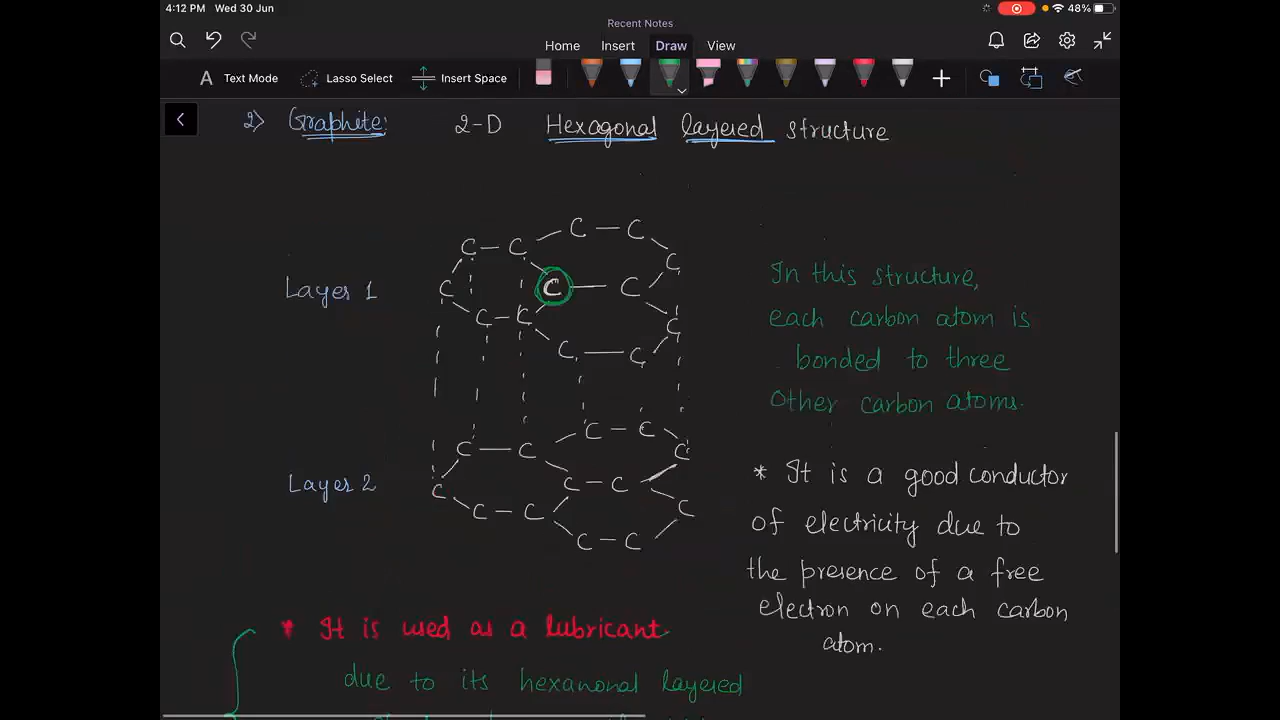 4:12 PM Wed 30 Jun
48%
Recent Notes
Home Insert Draw View
Text Mode Lasso Select Insert Space
2) Graphite: 2-D Hexagonal layered structure
C - C
C - C
C
Layer 1
C
C - C
C - C
C
C - C
In this structure,
each carbon atom is
bonded to three
other carbon atoms.
C - C
C - C
C
Layer 2
C
C - C
C - C
C
C - C
* It is a good conductor
of electricity due to
the presence of a free
electron on each carbon
atom.
* It is used as a lubricant
due to its hexanonal layered